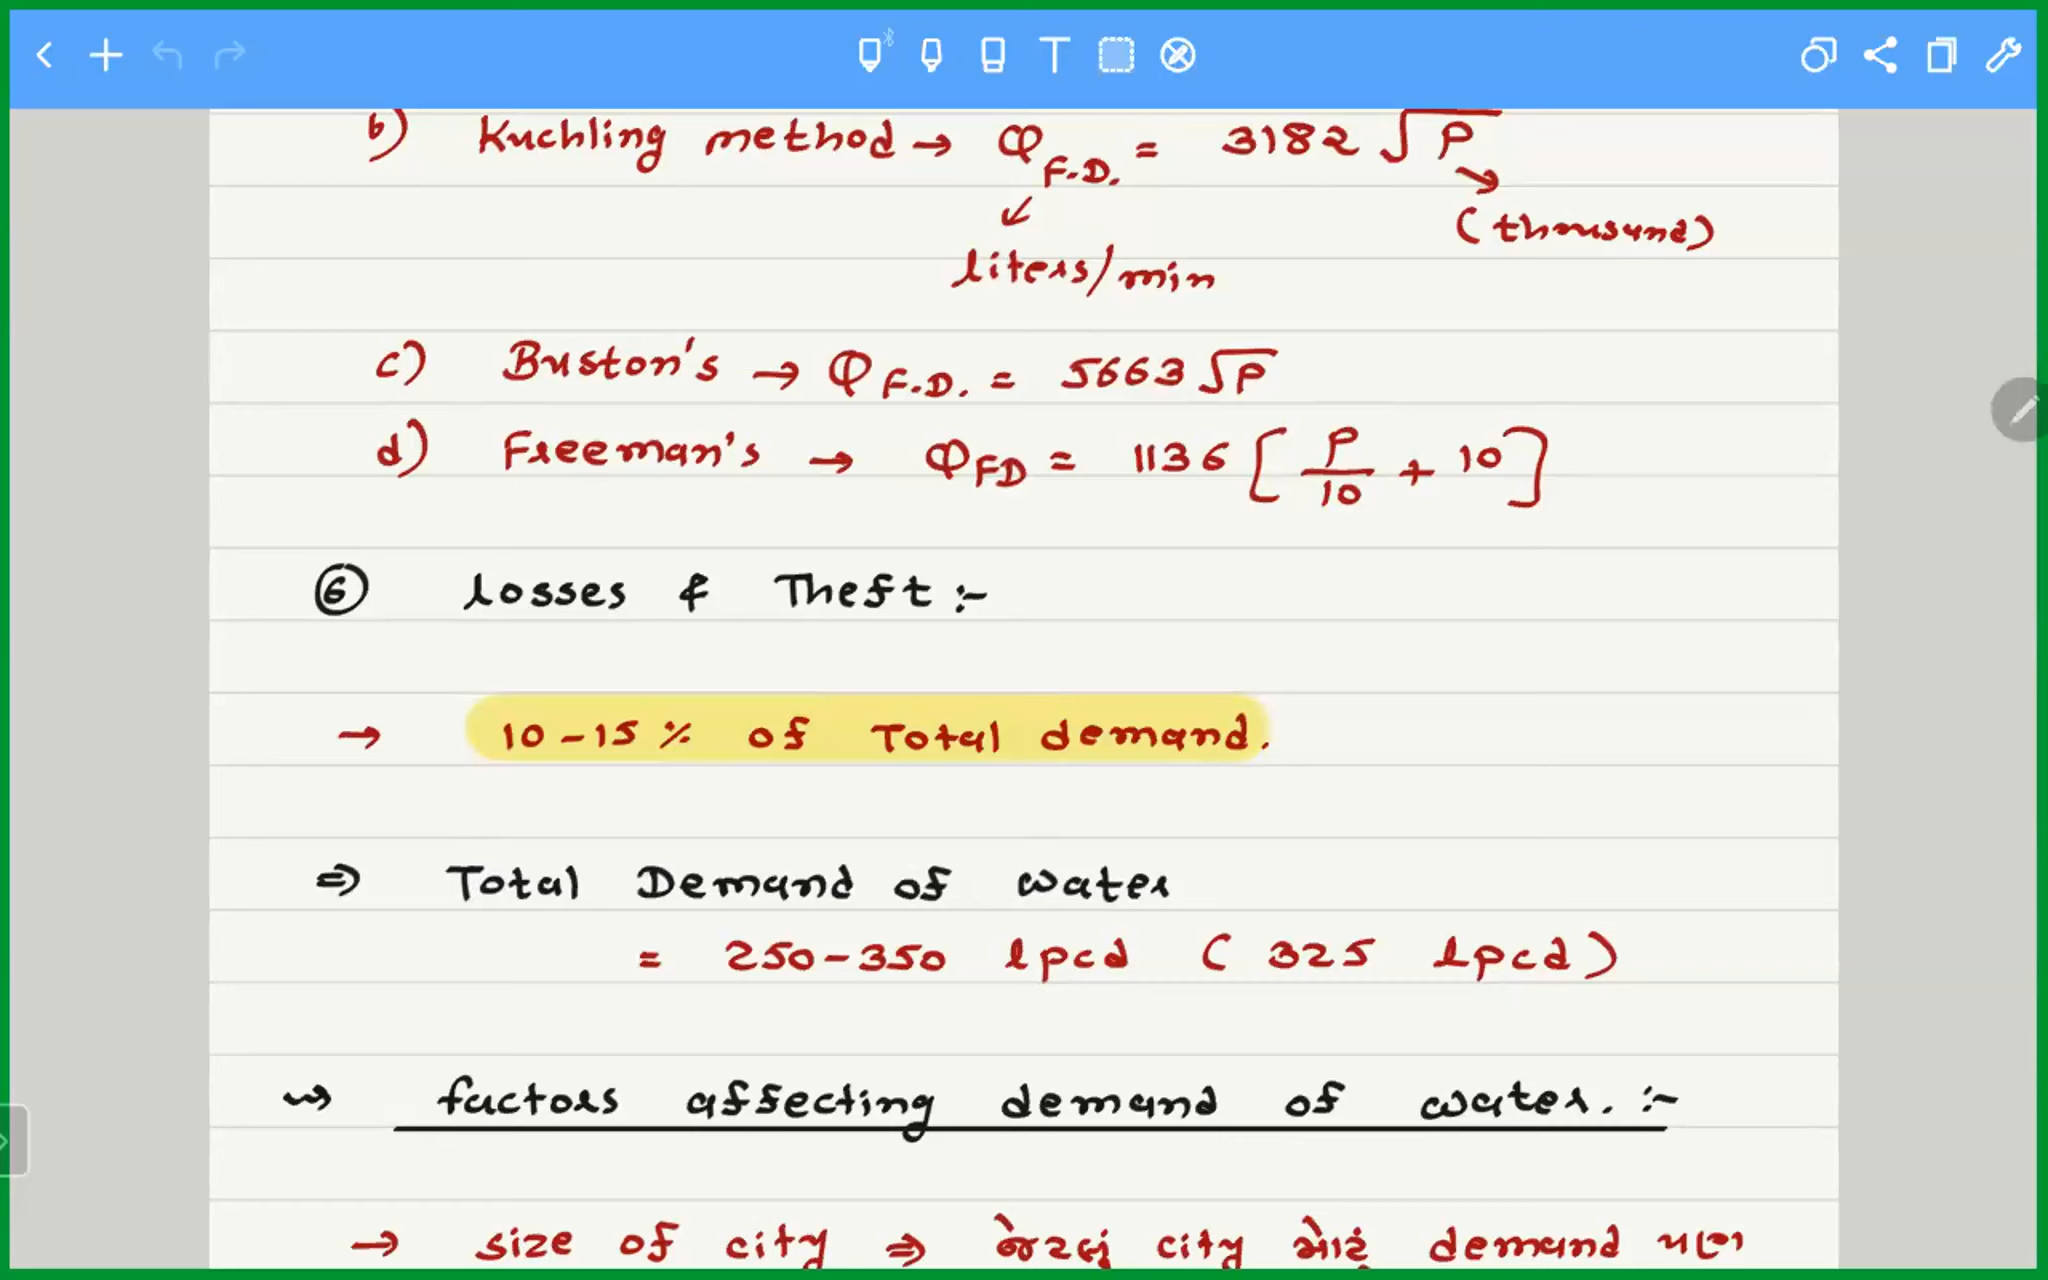 b) Kuchling method → Q F.D. = 3182 √P
↙ ↘
(thousand)
liters/min
c) Buston's → Q F.D. = 5663 √P
d) Freeman's → Q FD = 1136 [ P/10 + 10 ]
⑥ Losses & Theft :-
→ 10-15 % of Total demand.
⇒ Total Demand of water
= 250-350 lpcd ( 325 lpcd )
⇝ factors affecting demand of water. :-
→ size of city ⇒ જેટલું city મોટું demand પણ